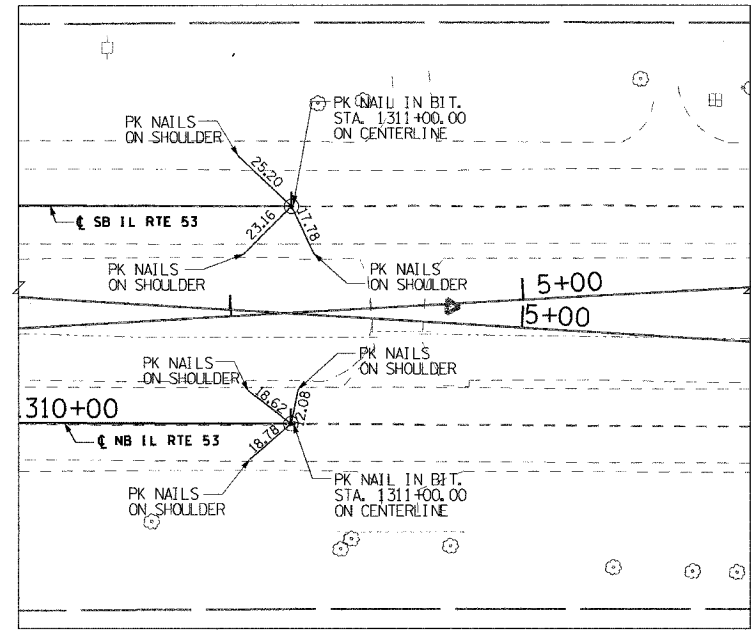 PK NAIL IN BIT.
STA. 1311+00.00
ON CENTERLINE
PK NAILS
ON SHOULDER
25.20
17.78
23.16
℄ SB IL RTE 53
PK NAILS
ON SHOULDER
PK NAILS
ON SHOULDER
5+00
5+00
PK NAILS
ON SHOULDER
PK NAILS
ON SHOULDER
18.62
2.08
310+00
18.78
℄ NB IL RTE 53
PK NAILS
ON SHOULDER
PK NAIL IN BIT.
STA. 1311+00.00
ON CENTERLINE